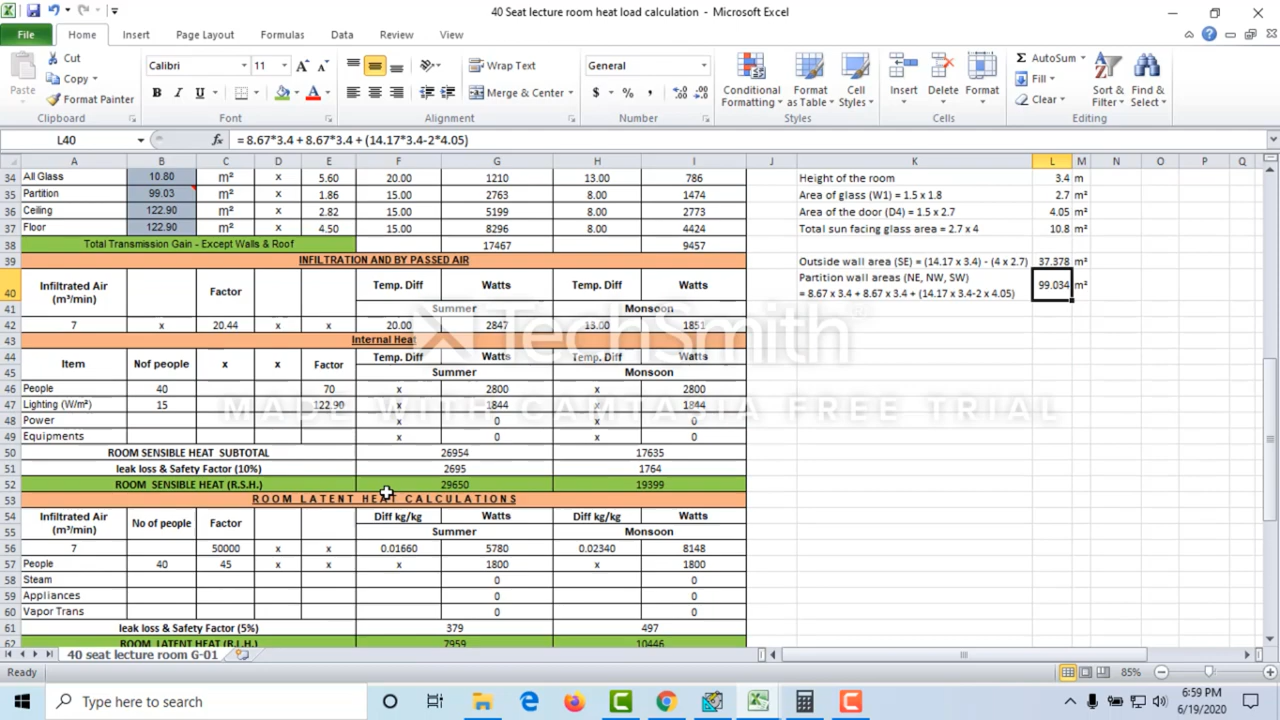 40 Seat lecture room heat load calculation - Microsoft Excel
File Home Insert Page Layout Formulas Data Review View
Cut
Copy
Format Painter
Paste
Clipboard
Calibri 11
B I U
Font
Wrap Text
Merge & Center
Alignment
General
$ % ,
Number
Conditional Formatting
Format as Table
Cell Styles
Styles
Insert Delete Format
Cells
AutoSum
Fill
Clear
Sort & Filter
Find & Select
Editing
L40 fx = 8.67*3.4 + 8.67*3.4 + (14.17*3.4-2*4.05)
A B C D E F G H I J K L M N O P Q
34 All Glass 10.80 m² x 5.60 20.00 1210 13.00 786 Height of the room 3.4 m
35 Partition 99.03 m² x 1.86 15.00 2763 8.00 1474 Area of glass (W1) = 1.5 x 1.8 2.7 m²
36 Ceiling 122.90 m² x 2.82 15.00 5199 8.00 2773 Area of the door (D4) = 1.5 x 2.7 4.05 m²
37 Floor 122.90 m² x 4.50 15.00 8296 8.00 4424 Total sun facing glass area = 2.7 x 4 10.8 m²
38 Total Transmission Gain - Except Walls & Roof 17467 9457
39 INFILTRATION AND BY PASSED AIR Outside wall area (SE) = (14.17 x 3.4) - (4 x 2.7) 37.378 m²
40 Infiltrated Air (m³/min) Factor Temp. Diff Watts Temp. Diff Watts Partition wall areas (NE, NW, SW)
= 8.67 x 3.4 + 8.67 x 3.4 + (14.17 x 3.4-2 x 4.05) 99.034 m²
41 Summer Monsoon
42 7 x 20.44 x x 20.00 2847 13.00 1851
43 Internal Heat
44 Item Nof people x x Factor Temp. Diff Watts Temp. Diff Watts
45 Summer Monsoon
46 People 40 70 x 2800 x 2800
47 Lighting (W/m²) 15 122.90 x 1844 x 1844
48 Power x 0 x 0
49 Equipments x 0 x 0
50 ROOM SENSIBLE HEAT SUBTOTAL 26954 17635
51 leak loss & Safety Factor (10%) 2695 1764
52 ROOM SENSIBLE HEAT (R.S.H.) 29650 19399
53 ROOM LATENT HEAT CALCULATIONS
54 Infiltrated Air (m³/min) No of people Factor Diff kg/kg Watts Diff kg/kg Watts
55 Summer Monsoon
56 7 50000 x x 0.01660 5780 0.02340 8148
57 People 40 45 x x x 1800 x 1800
58 Steam 0 0
59 Appliances 0 0
60 Vapor Trans 0 0
61 leak loss & Safety Factor (5%) 379 497
62 ROOM LATENT HEAT (R.L.H.) 7959 10446
TechSmith
MADE WITH CAMTASIA FREE TRIAL
40 seat lecture room G-01
Ready 85%
Type here to search
6:59 PM
6/19/2020